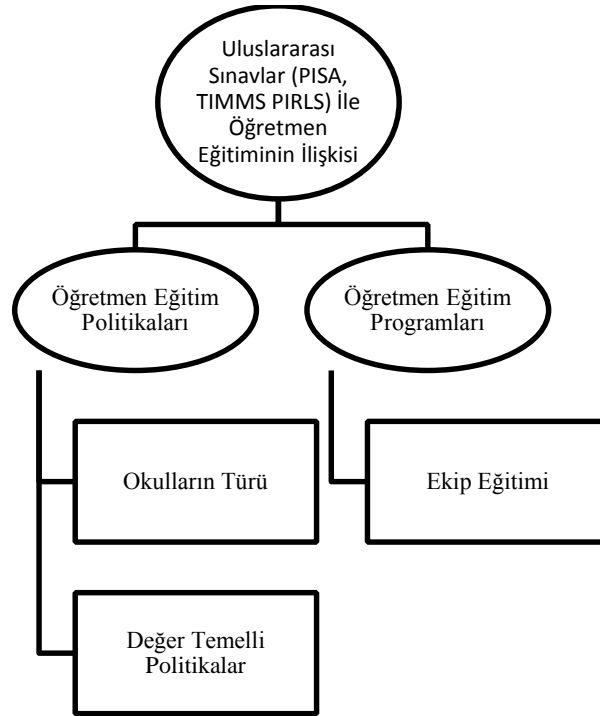 Uluslararası
Sınavlar (PISA,
TIMMS PIRLS) İle
Öğretmen
Eğitiminin İlişkisi
Öğretmen Eğitim
Politikaları
Öğretmen Eğitim
Programları
Okulların Türü
Ekip Eğitimi
Değer Temelli
Politikalar